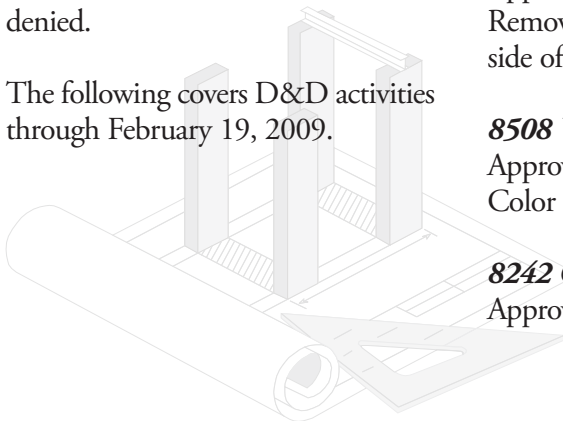 denied.
The following covers D&D activities
through February 19, 2009.
Remov
side of
8508
Approv
Color
8242
Approv